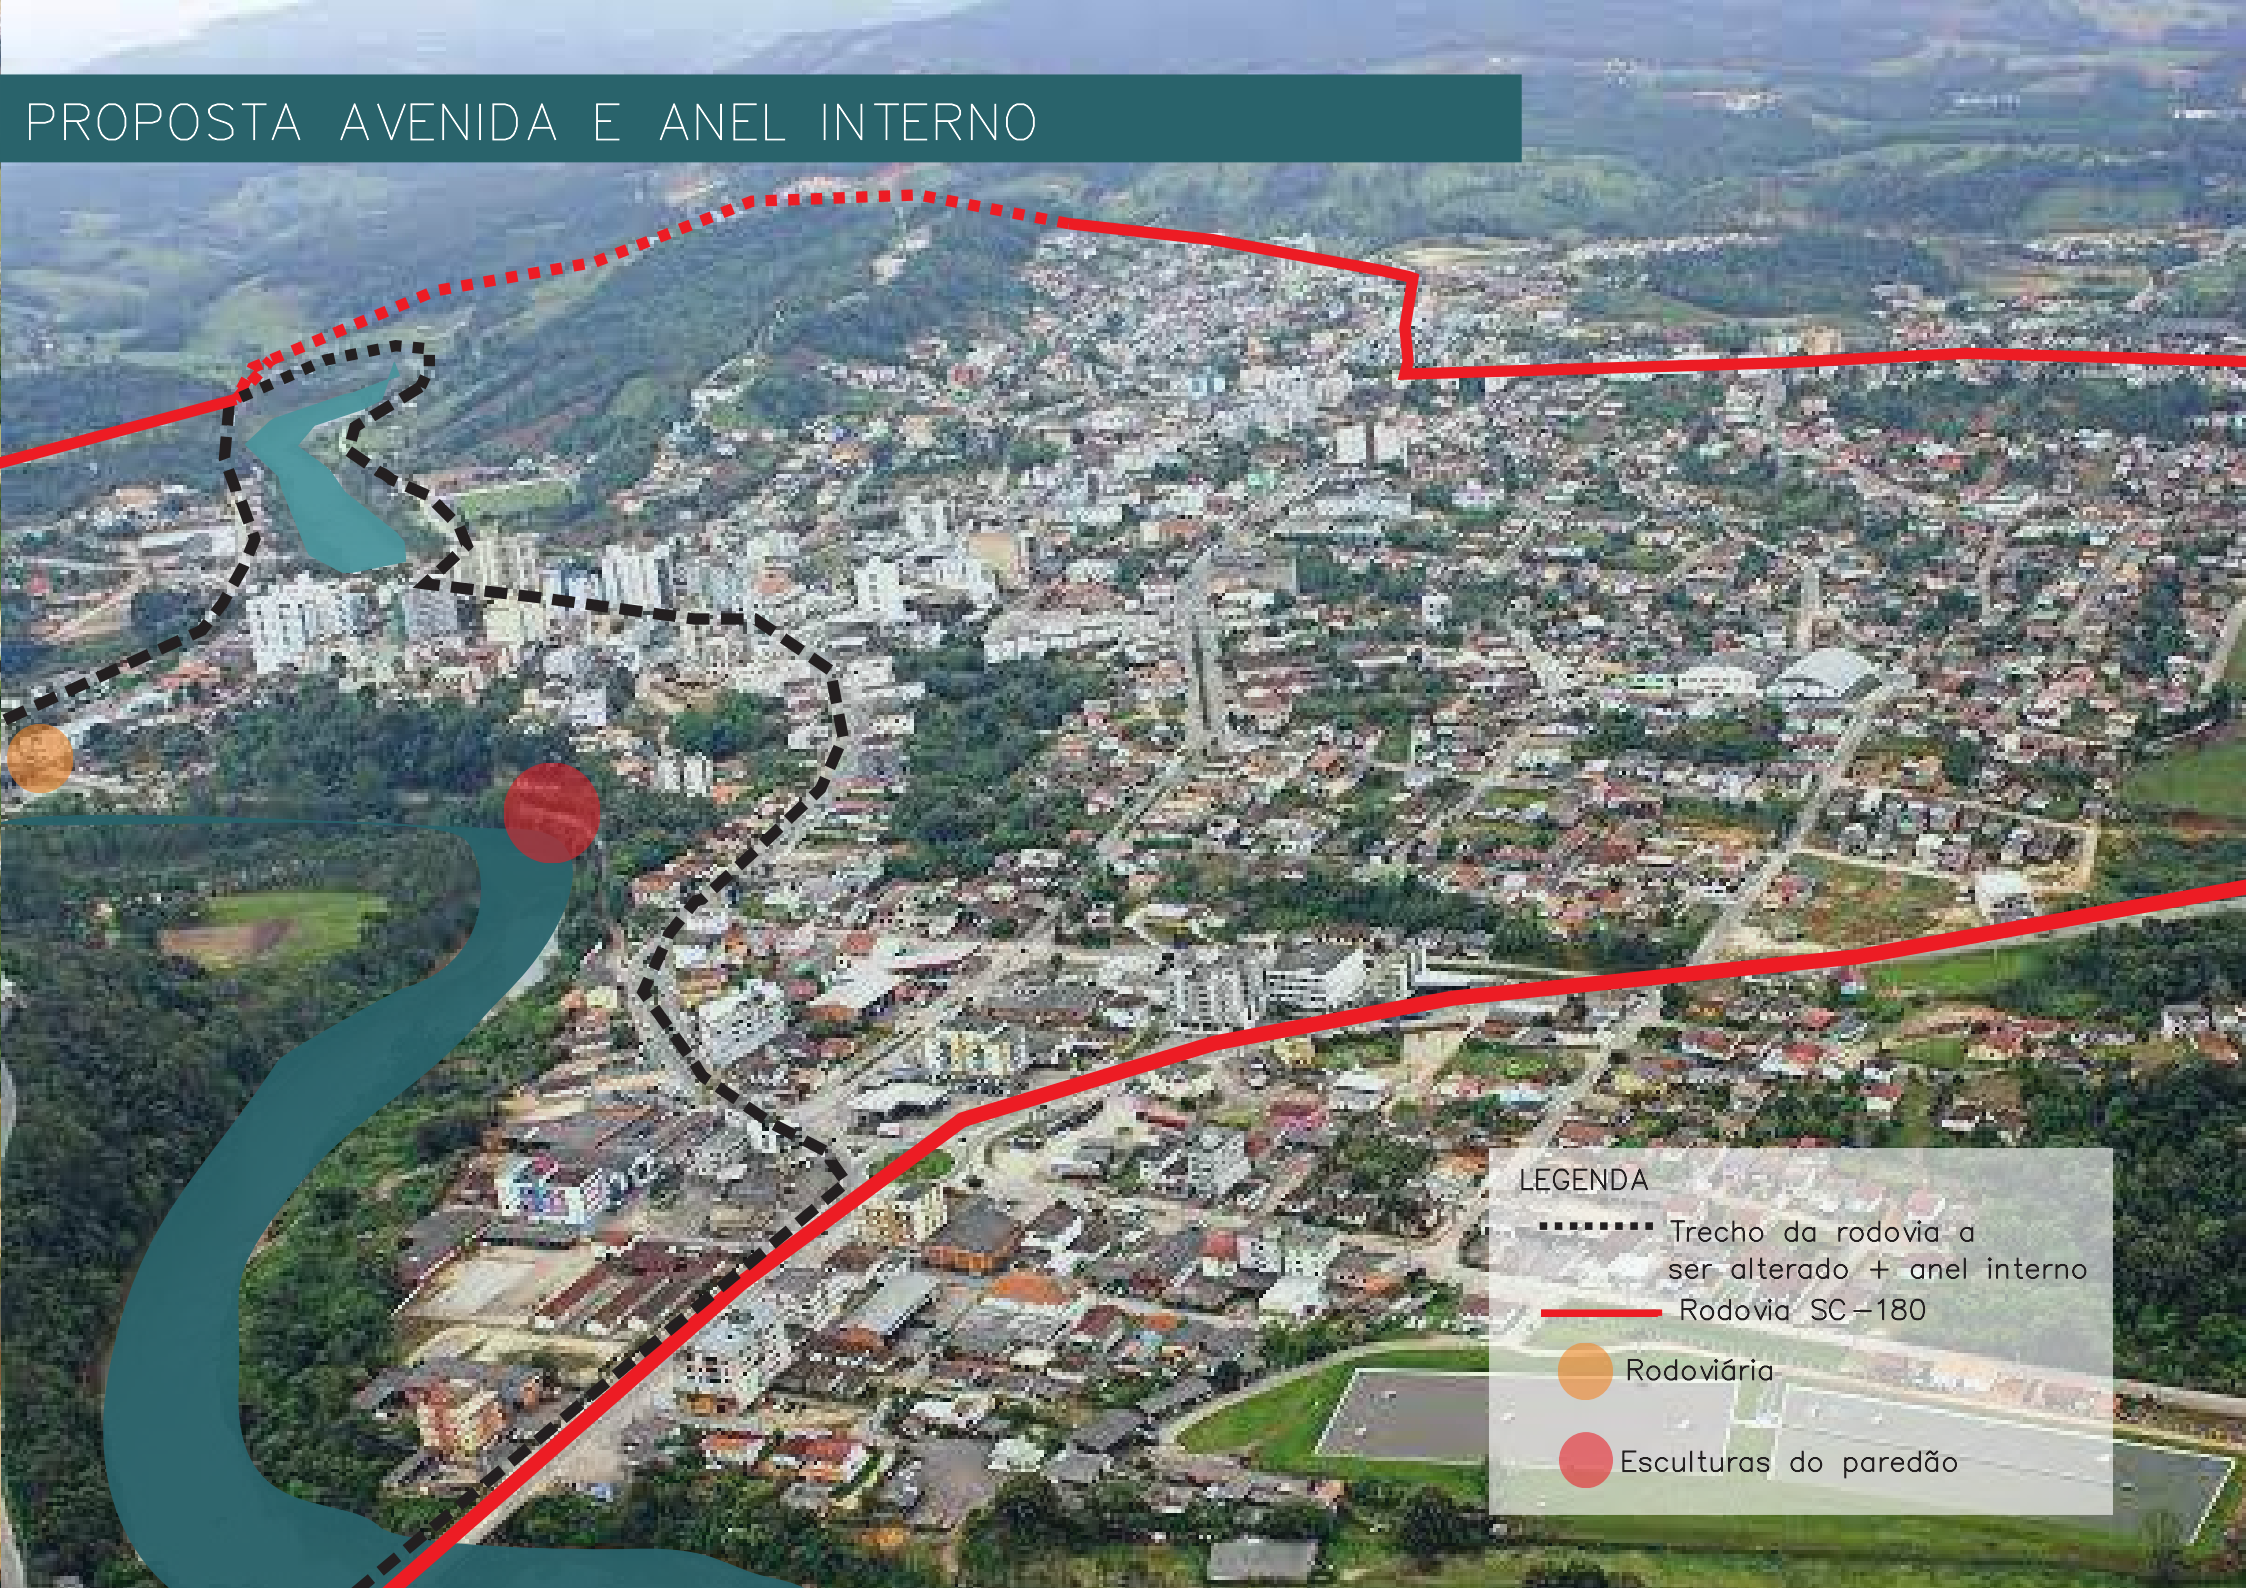 PROPOSTA AVENIDA E ANEL INTERNO
LEGENDA
Trecho da rodovia a
ser alterado + anel interno
Rodovia SC-180
Rodoviária
Esculturas do paredão